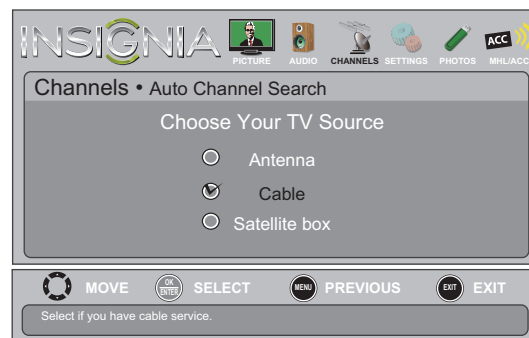 INSIGNIA
PICTURE AUDIO CHANNELS SETTINGS PHOTOS MHL/ACC
ACC
Channels • Auto Channel Search
Choose Your TV Source
Antenna
Cable
Satellite box
MOVE OK ENTER SELECT MENU PREVIOUS EXIT EXIT
Select if you have cable service.